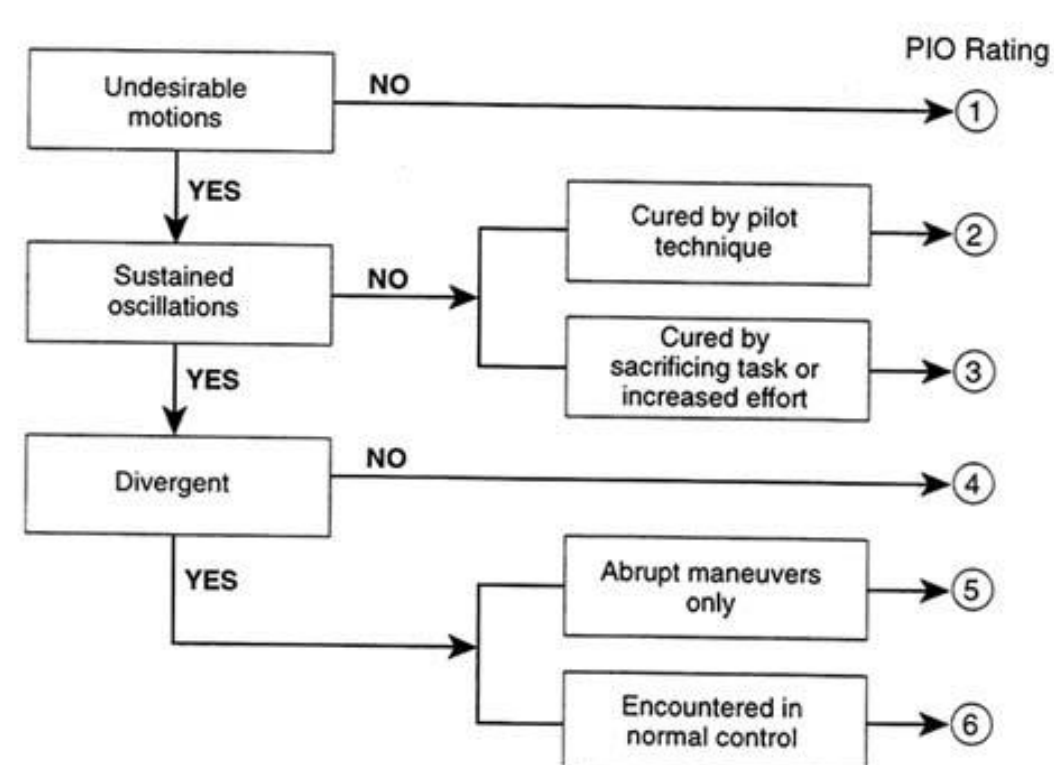 PIO Rating
Undesirable
motions
NO
1
YES
Sustained
oscillations
NO
Cured by pilot
technique
2
Cured by
sacrificing task or
increased effort
3
YES
Divergent
NO
4
YES
Abrupt maneuvers
only
5
Encountered in
normal control
6